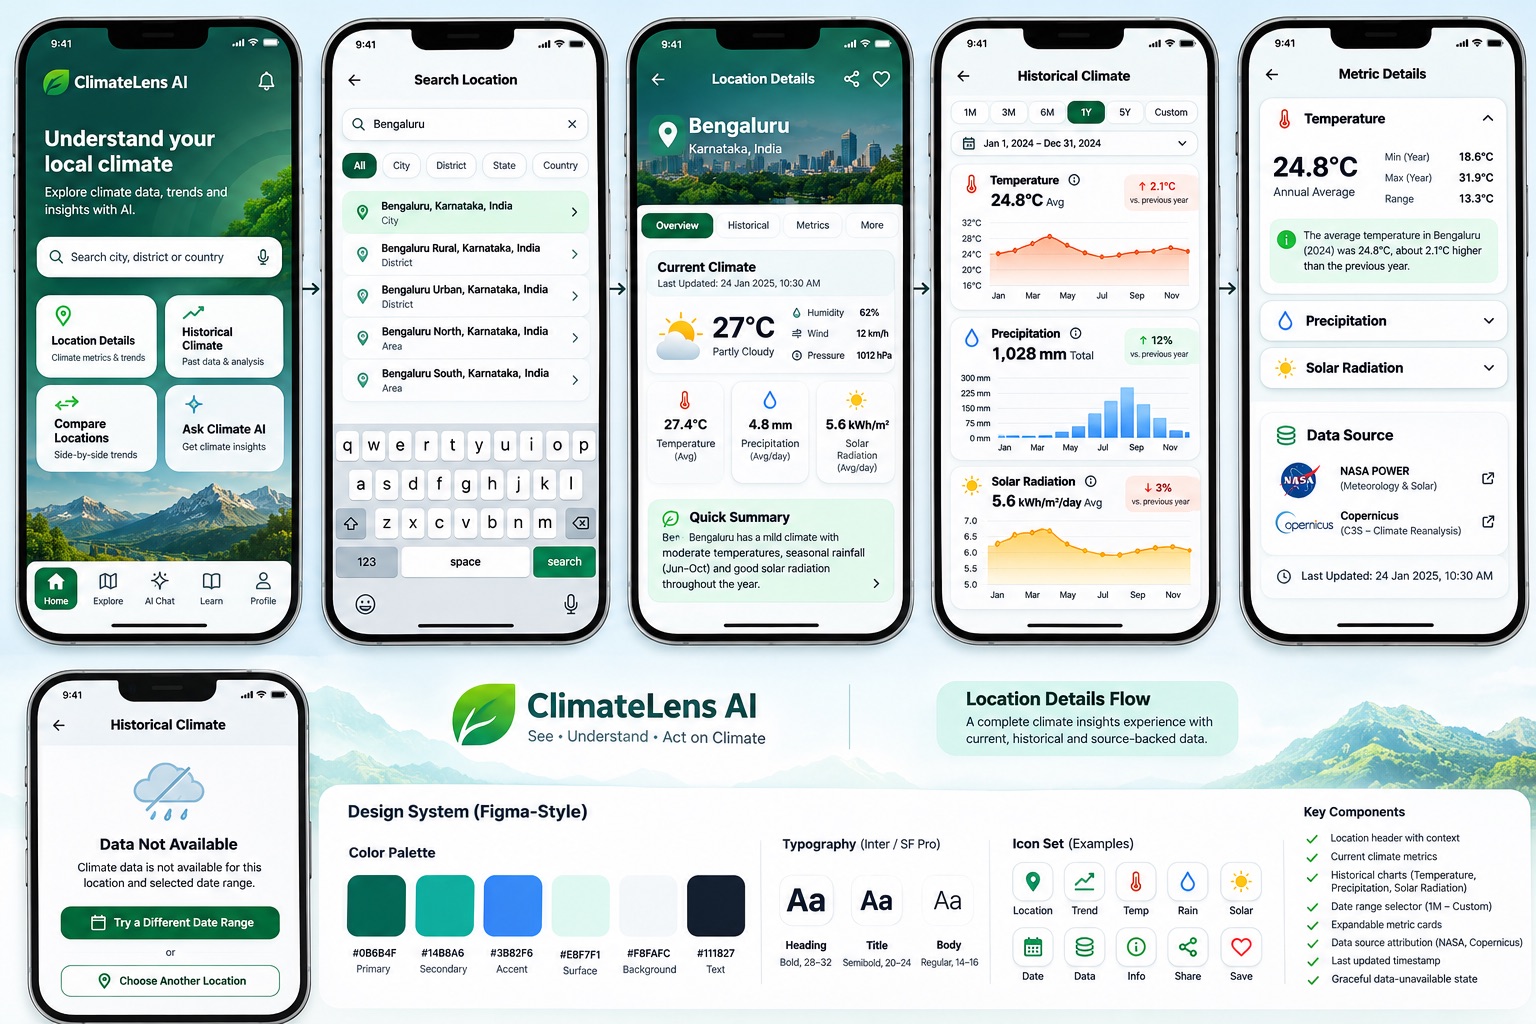 9:41
ClimateLens AI
Understand your
local climate
Explore climate data, trends and
insights with AI.
Search city, district or country
Location Details
Climate metrics & trends
Historical
Climate
Past data & analysis
Compare
Locations
Side-by-side trends
Ask Climate AI
Get climate insights
Home
Explore
AI Chat
Learn
Profile
9:41
Search Location
Bengaluru
All
City
District
State
Country
Bengaluru, Karnataka, India
City
Bengaluru Rural, Karnataka, India
District
Bengaluru Urban, Karnataka, India
District
Bengaluru North, Karnataka, India
Area
Bengaluru South, Karnataka, India
Area
q w e r t y u i o p
a s d f g h j k l
z x c v b n m
123 space search
9:41
Location Details
Bengaluru
Karnataka, India
Overview
Historical
Metrics
More
Current Climate
Last Updated: 24 Jan 2025, 10:30 AM
27°C
Partly Cloudy
Humidity 62%
Wind 12 km/h
Pressure 1012 hPa
27.4°C
Temperature
(Avg)
4.8 mm
Precipitation
(Avg/day)
5.6 kWh/m²
Solar
Radiation
(Avg/day)
Quick Summary
Ber Bengaluru has a mild climate with
moderate temperatures, seasonal rainfall
(Jun-Oct) and good solar radiation
throughout the year.
9:41
Historical Climate
1M 3M 6M 1Y 5Y Custom
Jan 1, 2024 – Dec 31, 2024
Temperature
24.8°C Avg
↑ 2.1°C
vs. previous year
32°C
28°C
24°C
20°C
16°C
Jan Mar May Jul Sep Nov
Precipitation
1,028 mm Total
↑ 12%
vs. previous year
300 mm
225 mm
150 mm
75 mm
0 mm
Jan Mar May Jul Sep Nov
Solar Radiation
5.6 kWh/m²/day Avg
↓ 3%
vs. previous year
7.0
6.5
6.0
5.5
5.0
Jan Mar May Jul Sep Nov
9:41
Metric Details
Temperature
24.8°C
Annual Average
Min (Year) 18.6°C
Max (Year) 31.9°C
Range 13.3°C
The average temperature in Bengaluru
(2024) was 24.8°C, about 2.1°C higher
than the previous year.
Precipitation
Solar Radiation
Data Source
NASA
NASA POWER
(Meteorology & Solar)
opernicus
Copernicus
(C3S – Climate Reanalysis)
Last Updated: 24 Jan 2025, 10:30 AM
9:41
Historical Climate
Data Not Available
Climate data is not available for this
location and selected date range.
Try a Different Date Range
or
Choose Another Location
ClimateLens AI
See • Understand • Act on Climate
Location Details Flow
A complete climate insights experience with
current, historical and source-backed data.
Design System (Figma-Style)
Color Palette
#0B6B4F
Primary
#14B8A6
Secondary
#3B82F6
Accent
#E8F7F1
Surface
#F8FAFC
Background
#111827
Text
Typography (Inter / SF Pro)
Aa
Heading
Bold, 28–32
Aa
Title
Semibold, 20–24
Aa
Body
Regular, 14–16
Icon Set (Examples)
Location
Trend
Temp
Rain
Solar
Date
Data
Info
Share
Save
Key Components
Location header with context
Current climate metrics
Historical charts (Temperature,
Precipitation, Solar Radiation)
Date range selector (1M – Custom)
Expandable metric cards
Data source attribution (NASA, Copernicus)
Last updated timestamp
Graceful data-unavailable state